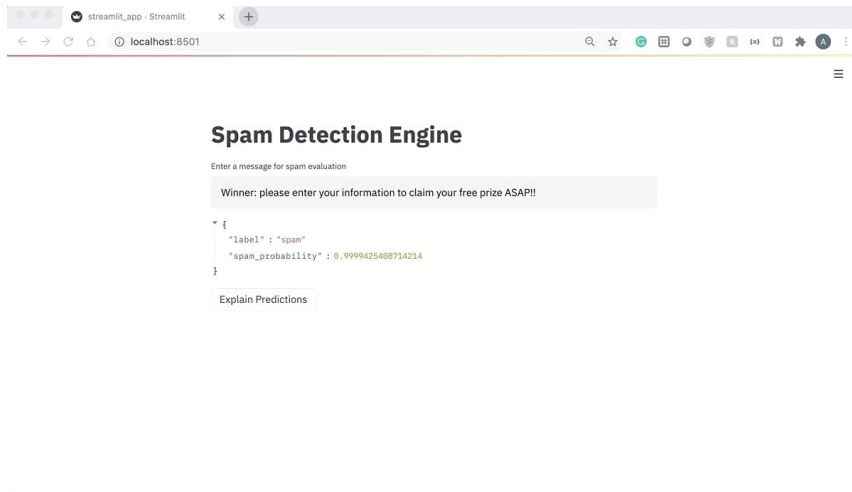 streamlit_app · Streamlit
localhost:8501
Spam Detection Engine
Enter a message for spam evaluation
Winner: please enter your information to claim your free prize ASAP!!
{
"label" : "spam"
"spam_probability" : 0.9999425408714214
}
Explain Predictions